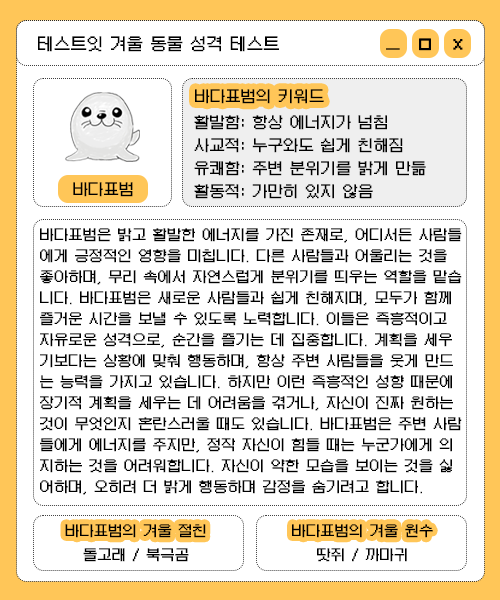 테스트잇 겨울 동물 성격 테스트
바다표범
바다표범의 키워드
활발함: 항상 에너지가 넘침
사교적: 누구와도 쉽게 친해짐
유쾌함: 주변 분위기를 밝게 만듦
활동적: 가만히 있지 않음
바다표범은 밝고 활발한 에너지를 가진 존재로, 어디서든 사람들
에게 긍정적인 영향을 미칩니다. 다른 사람들과 어울리는 것을
좋아하며, 무리 속에서 자연스럽게 분위기를 띄우는 역할을 맡습
니다. 바다표범은 새로운 사람들과 쉽게 친해지며, 모두가 함께
즐거운 시간을 보낼 수 있도록 노력합니다. 이들은 즉흥적이고
자유로운 성격으로, 순간을 즐기는 데 집중합니다. 계획을 세우
기보다는 상황에 맞춰 행동하며, 항상 주변 사람들을 웃게 만드
는 능력을 가지고 있습니다. 하지만 이런 즉흥적인 성향 때문에
장기적 계획을 세우는 데 어려움을 겪거나, 자신이 진짜 원하는
것이 무엇인지 혼란스러울 때도 있습니다. 바다표범은 주변 사람
들에게 에너지를 주지만, 정작 자신이 힘들 때는 누군가에게 의
지하는 것을 어려워합니다. 자신이 약한 모습을 보이는 것을 싫
어하며, 오히려 더 밝게 행동하며 감정을 숨기려고 합니다.
바다표범의 겨울 절친
돌고래 / 북극곰
바다표범의 겨울 원수
땃쥐 / 까마귀